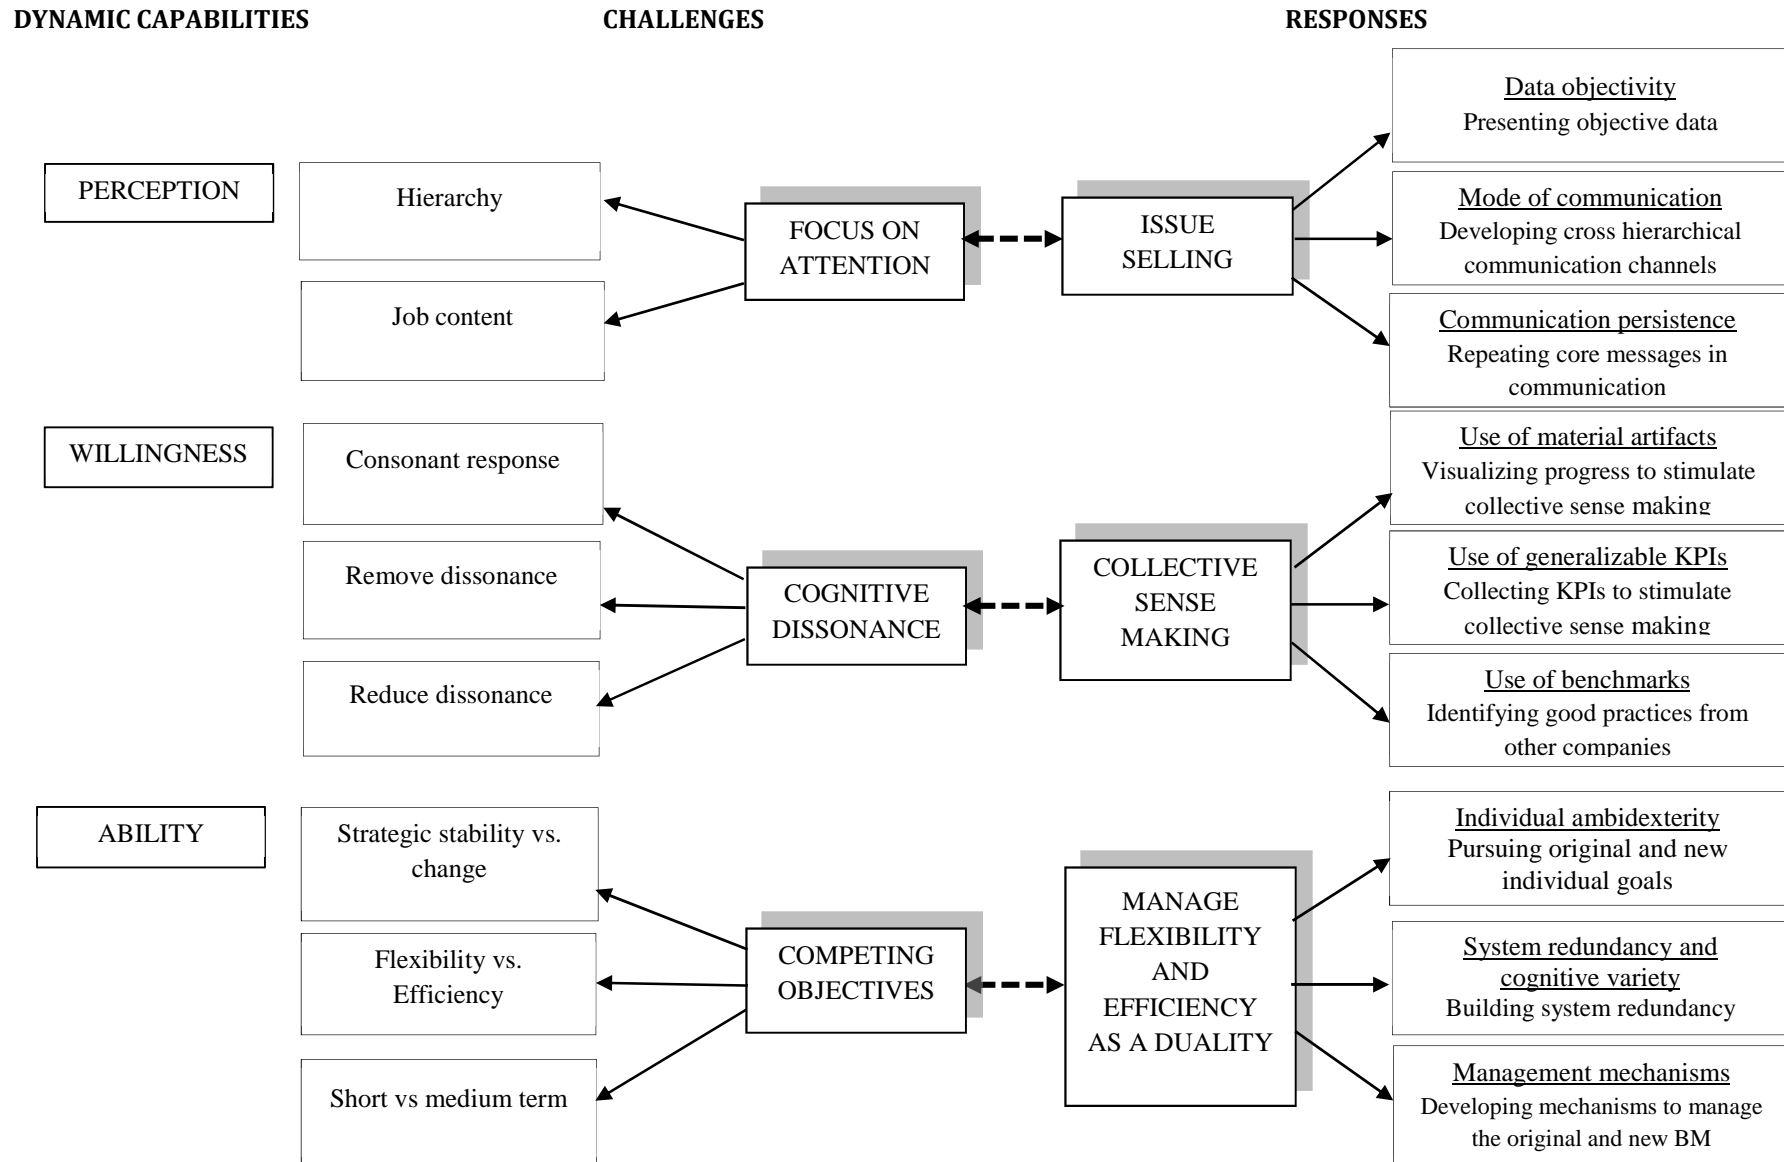 DYNAMIC CAPABILITIES
CHALLENGES
RESPONSES
PERCEPTION
Hierarchy
Job content
FOCUS ON
ATTENTION
ISSUE
SELLING
Data objectivity
Presenting objective data
Mode of communication
Developing cross hierarchical
communication channels
Communication persistence
Repeating core messages in
communication
WILLINGNESS
Consonant response
Remove dissonance
Reduce dissonance
COGNITIVE
DISSONANCE
COLLECTIVE
SENSE
MAKING
Use of material artifacts
Visualizing progress to stimulate
collective sense making
Use of generalizable KPIs
Collecting KPIs to stimulate
collective sense making
Use of benchmarks
Identifying good practices from
other companies
ABILITY
Strategic stability vs.
change
Flexibility vs.
Efficiency
Short vs medium term
COMPETING
OBJECTIVES
MANAGE
FLEXIBILITY
AND
EFFICIENCY
AS A DUALITY
Individual ambidexterity
Pursuing original and new
individual goals
System redundancy and
cognitive variety
Building system redundancy
Management mechanisms
Developing mechanisms to manage
the original and new BM